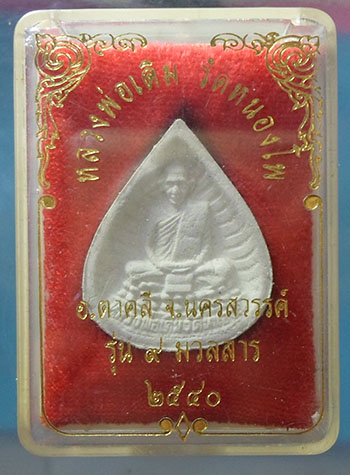 หลวงพ่อเดิม วัดหนองโพ
อ.ตาคลี จ.นครสวรรค์
รุ่น ๙ มวลสาร
๒๕๔๐